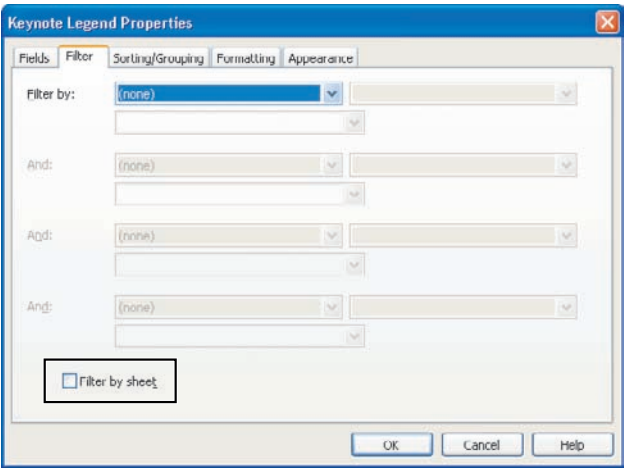 Keynote Legend Properties
Fields Filter Sorting/Grouping Formatting Appearance
Filter by: (none)
And: (none)
And: (none)
And: (none)
Filter by sheet
OK Cancel Help